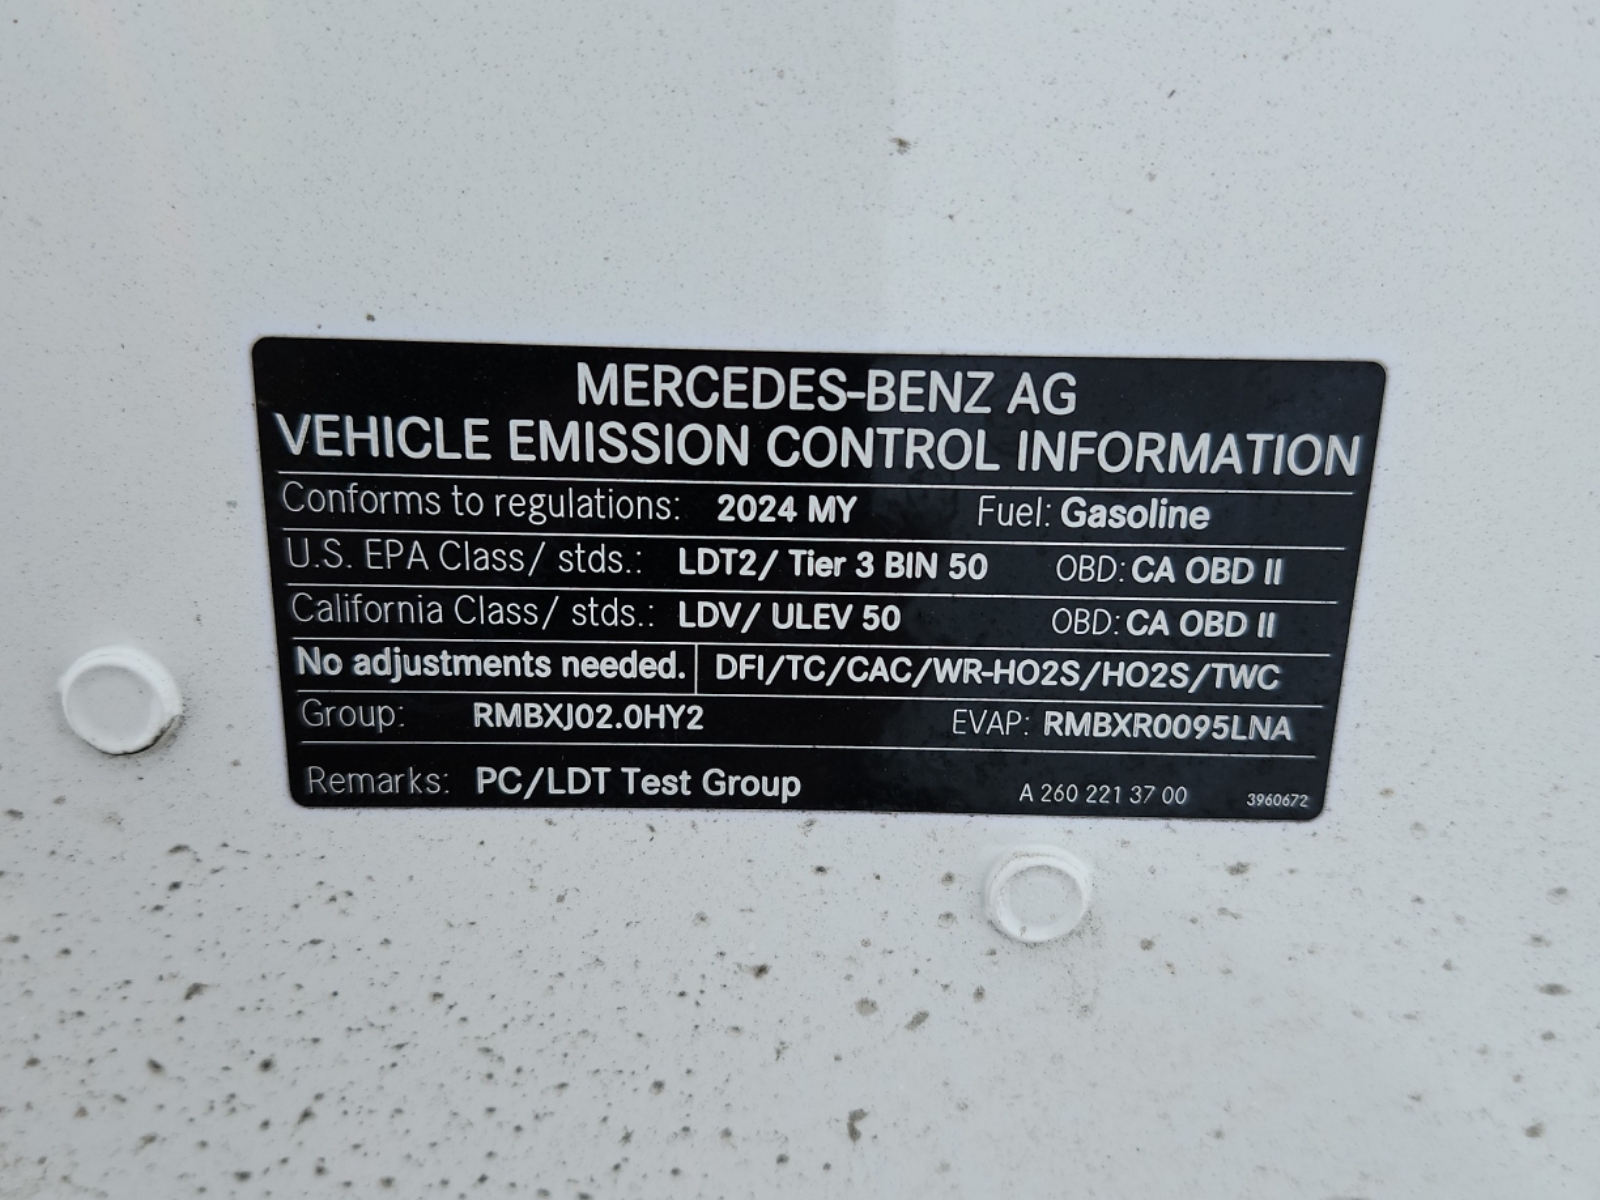 MERCEDES-BENZ AG
VEHICLE EMISSION CONTROL INFORMATION
Conforms to regulations: 2024 MY Fuel: Gasoline
U.S. EPA Class/ stds.: LDT2/ Tier 3 BIN 50 OBD: CA OBD II
California Class/ stds.: LDV/ ULEV 50 OBD: CA OBD II
No adjustments needed. DFI/TC/CAC/WR-HO2S/HO2S/TWC
Group: RMBXJ02.0HY2 EVAP: RMBXR0095LNA
Remarks: PC/LDT Test Group A 260 221 37 00 3960672